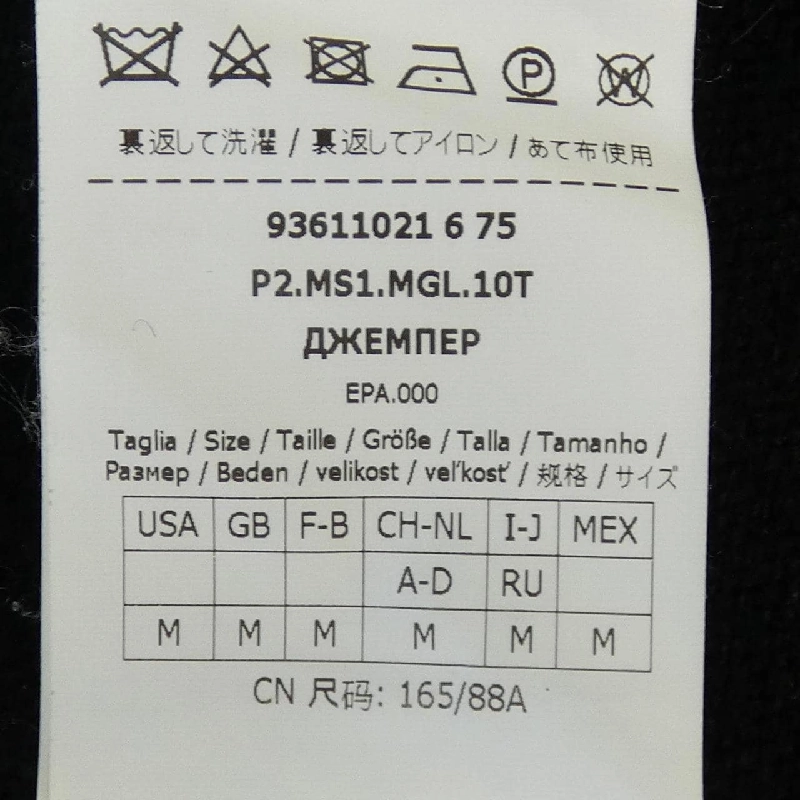 P W
裏返して洗濯 / 裏返してアイロン / あて布使用
93611021 6 75
P2.MS1.MGL.10T
ДЖЕМПЕР
EPA.000
Taglia / Size / Taille / Größe / Talla / Tamanho /
Размер / Beden / velikost / veľkosť / 规格 / サイズ
USA GB F-B CH-NL I-J MEX
A-D RU
M M M M M M
CN 尺码: 165/88A